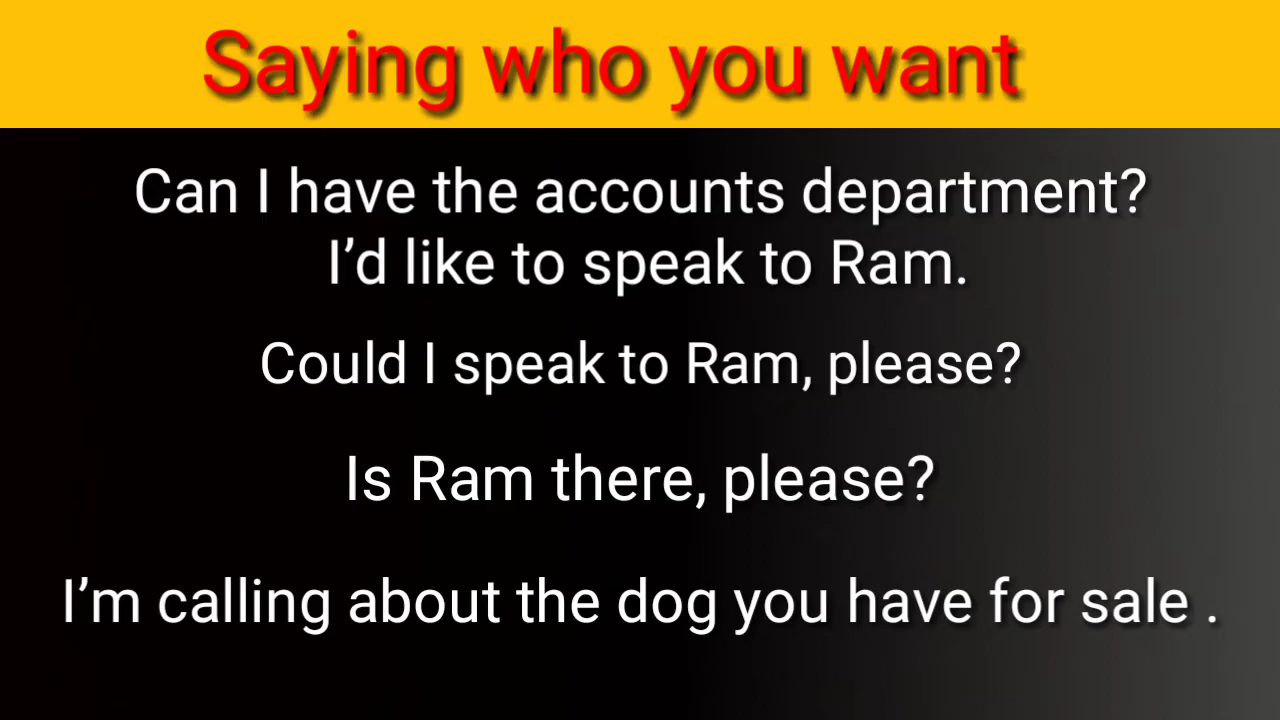 Saying who you want
Can I have the accounts department?
I’d like to speak to Ram.
Could I speak to Ram, please?
Is Ram there, please?
I’m calling about the dog you have for sale .